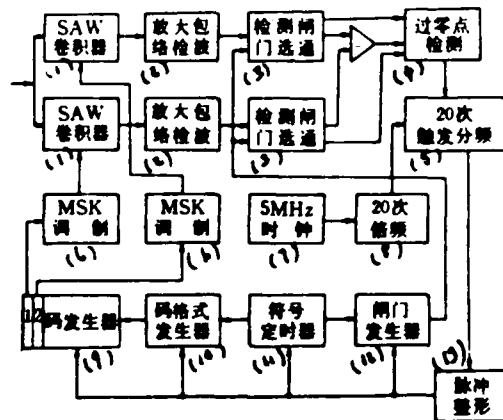 SAW
卷积器
(1)
放大包
络检波
(2)
检测闸
门选通
(3)
过零点
检测
(4)
SAW
卷积器
(1)
放大包
络检波
(2)
检测闸
门选通
(3)
20次
触发分频
(5)
MSK
调制
(6)
MSK
调制
(6)
5MHz
时钟
(7)
20次
倍频
(8)
1 2 码发生器
(9)
码格式
发生器
(10)
符号
定时器
(11)
闸门
发生器
(12)
(13)
脉冲
整形